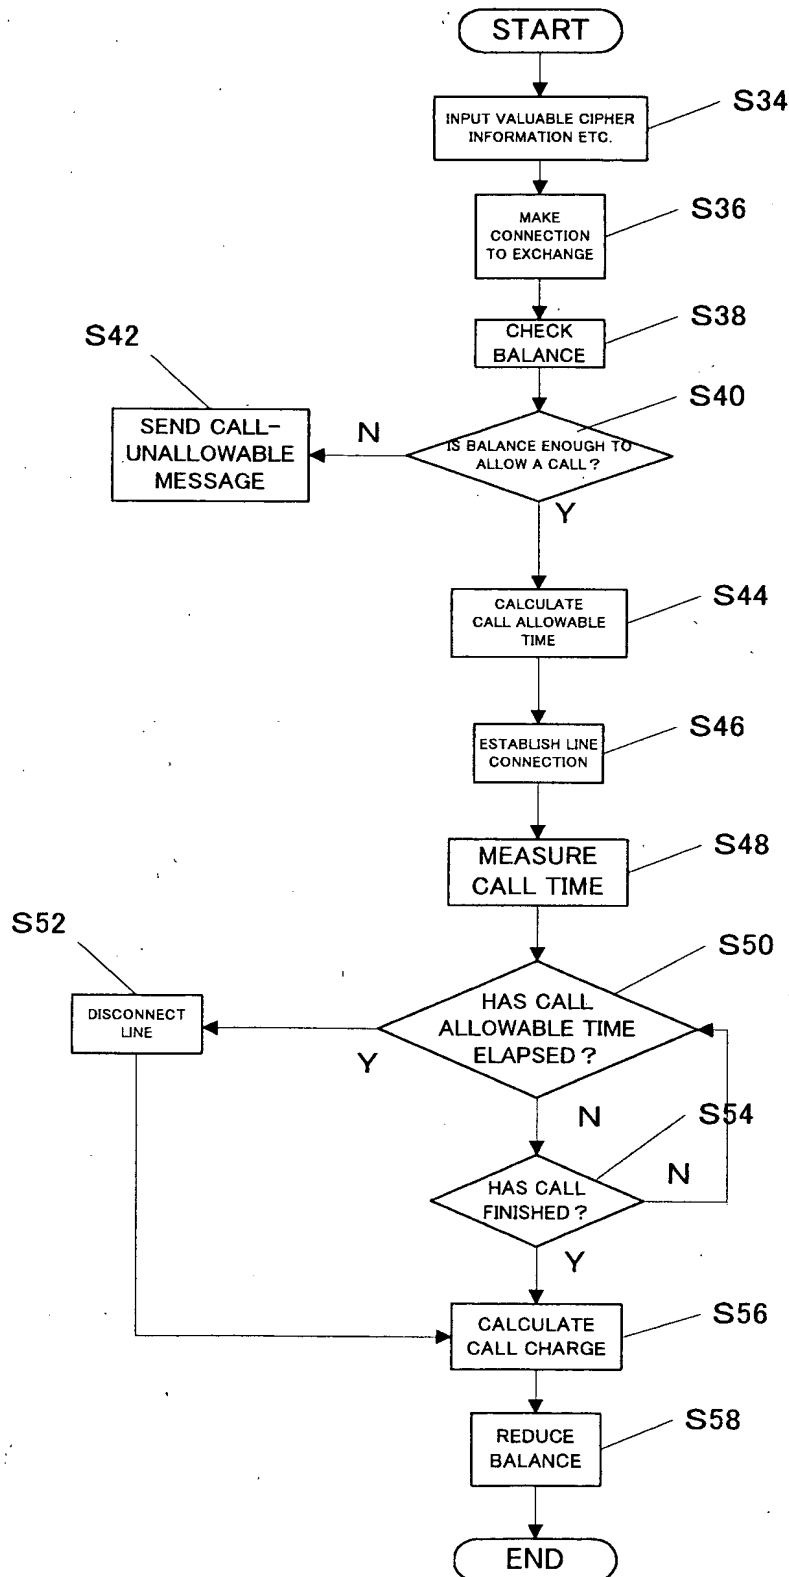 START
INPUT VALUABLE CIPHER
INFORMATION ETC.
S34
MAKE
CONNECTION
TO EXCHANGE
S36
CHECK
BALANCE
S38
S42
SEND CALL-
UNALLOWABLE
MESSAGE
N
IS BALANCE ENOUGH TO
ALLOW A CALL?
S40
Y
CALCULATE
CALL ALLOWABLE
TIME
S44
ESTABLISH LINE
CONNECTION
S46
MEASURE
CALL TIME
S48
S52
DISCONNECT
LINE
Y
HAS CALL
ALLOWABLE TIME
ELAPSED?
S50
N
S54
HAS CALL
FINISHED?
N
Y
CALCULATE
CALL CHARGE
S56
REDUCE
BALANCE
S58
END